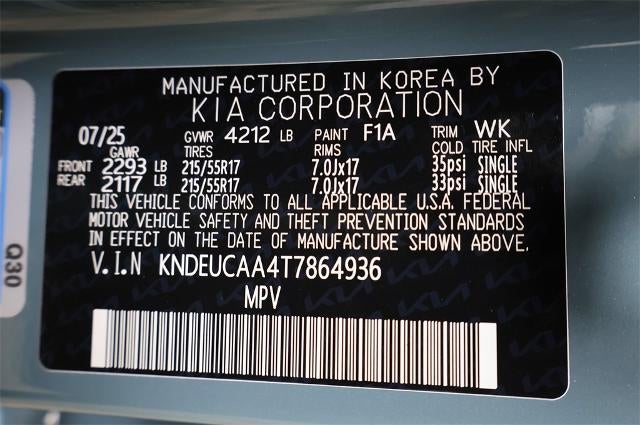 MANUFACTURED IN KOREA BY
KIA CORPORATION
07/25 GVWR 4212 LB PAINT F1A TRIM WK
GAWR TIRES RIMS COLD TIRE INFL
FRONT 2293 LB 215/55R17 7.0Jx17 35psi SINGLE
REAR 2117 LB 215/55R17 7.0Jx17 33psi SINGLE
THIS VEHICLE CONFORMS TO ALL APPLICABLE U.S.A. FEDERAL
MOTOR VEHICLE SAFETY AND THEFT PREVENTION STANDARDS
IN EFFECT ON THE DATE OF MANUFACTURE SHOWN ABOVE.
V.I.N KNDEUCAA4T7864936
MPV
Q30